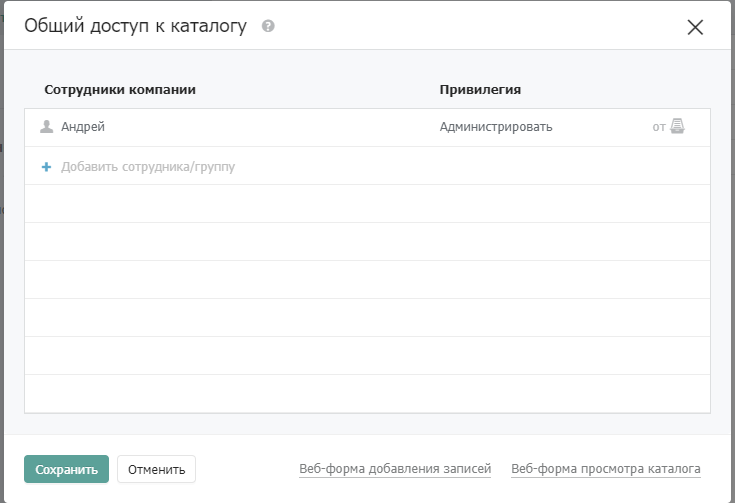 Общий доступ к каталогу ?
Сотрудники компании Привилегия
Андрей Администрировать от
+ Добавить сотрудника/группу
Сохранить Отменить Веб-форма добавления записей Веб-форма просмотра каталога